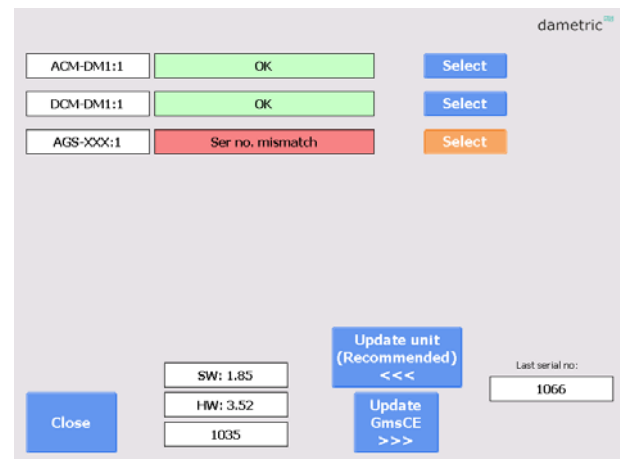 dametric
ACM-DM1:1 OK Select
DCM-DM1:1 OK Select
AGS-XXX:1 Ser no. mismatch Select
Update unit
(Recommended)
<<<
Last serial no:
1066
SW: 1.85
HW: 3.52
1035
Update
GmsCE
>>>
Close